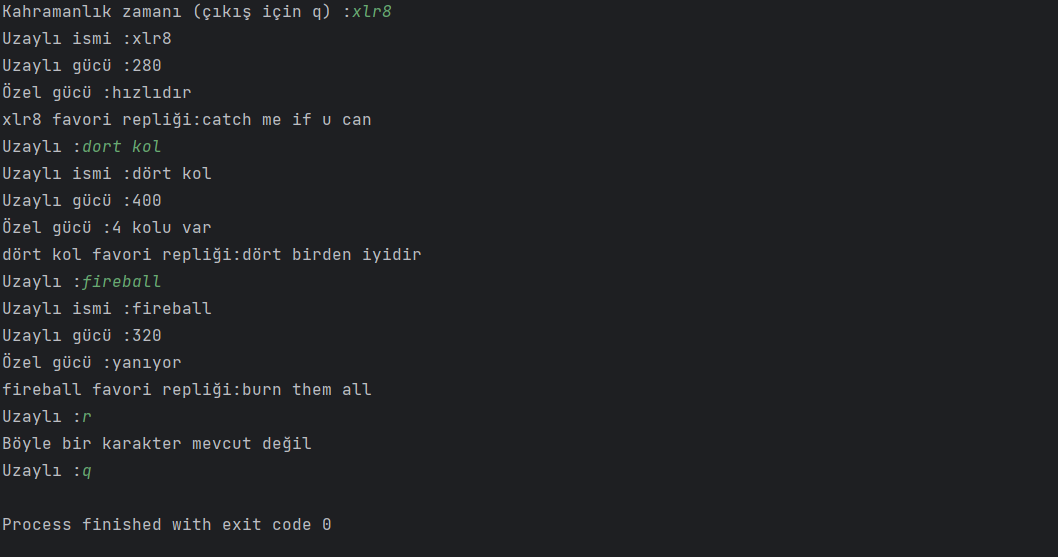 Kahramanlık zamanı (çıkış için q) :xlr8
Uzaylı ismi :xlr8
Uzaylı gücü :280
Özel gücü :hızlıdır
xlr8 favori repliği:catch me if u can
Uzaylı :dort kol
Uzaylı ismi :dört kol
Uzaylı gücü :400
Özel gücü :4 kolu var
dört kol favori repliği:dört birden iyidir
Uzaylı :fireball
Uzaylı ismi :fireball
Uzaylı gücü :320
Özel gücü :yanıyor
fireball favori repliği:burn them all
Uzaylı :r
Böyle bir karakter mevcut değil
Uzaylı :q
Process finished with exit code 0